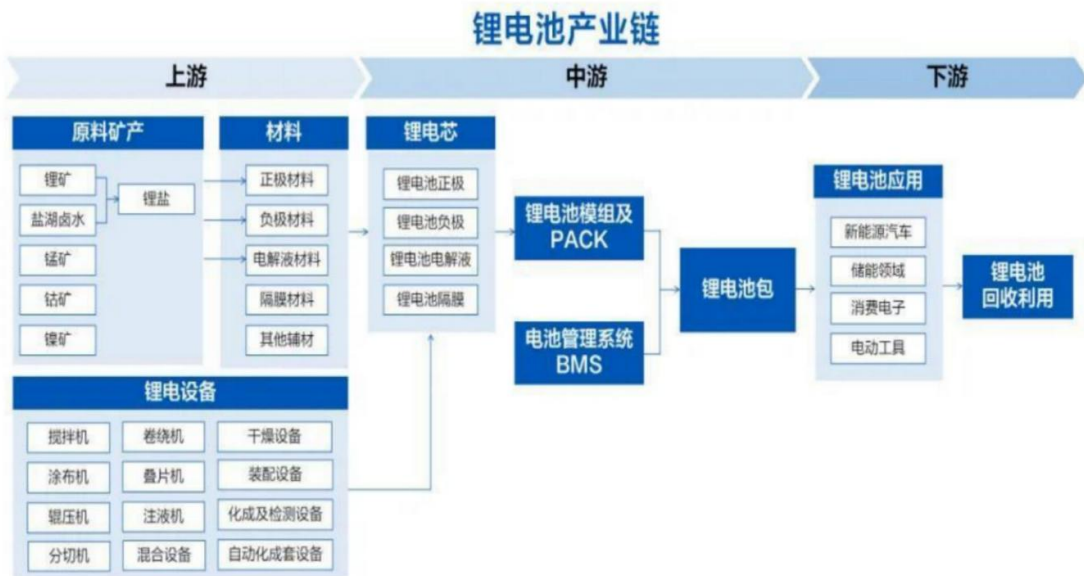 锂电池产业链
上游
中游
下游
原料矿产
锂矿
盐湖卤水
锰矿
钴矿
镍矿
锂盐
材料
正极材料
负极材料
电解液材料
隔膜材料
其他辅材
锂电设备
搅拌机
卷绕机
干燥设备
涂布机
叠片机
装配设备
辊压机
注液机
化成及检测设备
分切机
混合设备
自动化成套设备
锂电芯
锂电池正极
锂电池负极
锂电池电解液
锂电池隔膜
锂电池模组及
PACK
电池管理系统
BMS
锂电池包
锂电池应用
新能源汽车
储能领域
消费电子
电动工具
锂电池
回收利用